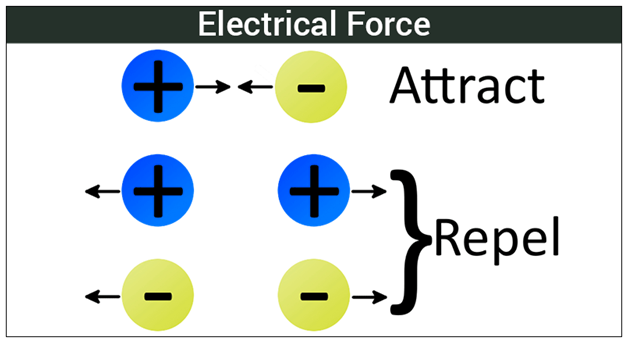 Electrical Force
+ - Attract
+ +
Repel
- -